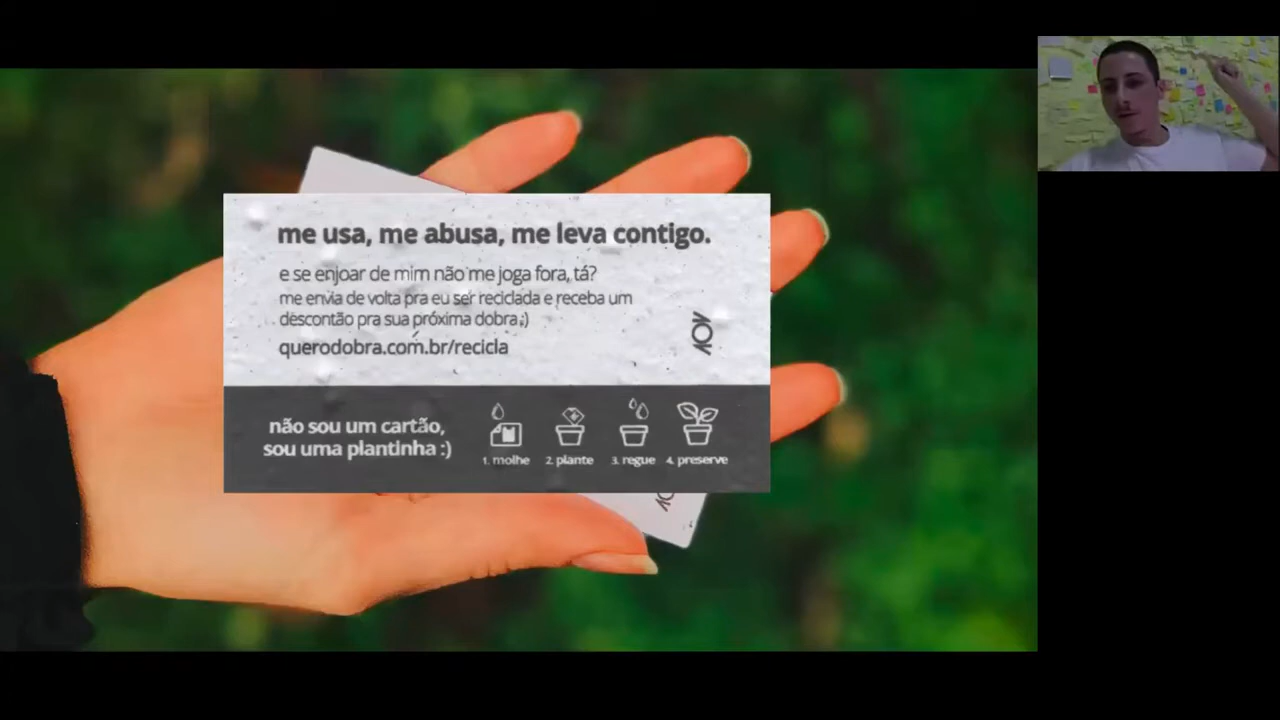 me usa, me abusa, me leva contigo.
e se enjoar de mim não me joga fora, tá?
me envia de volta pra eu ser reciclada e receba um
descontão pra sua próxima dobra ;)
querodobra.com.br/recicla
não sou um cartão,
sou uma plantinha :)
1. molhe 2. plante 3. regue 4. preserve